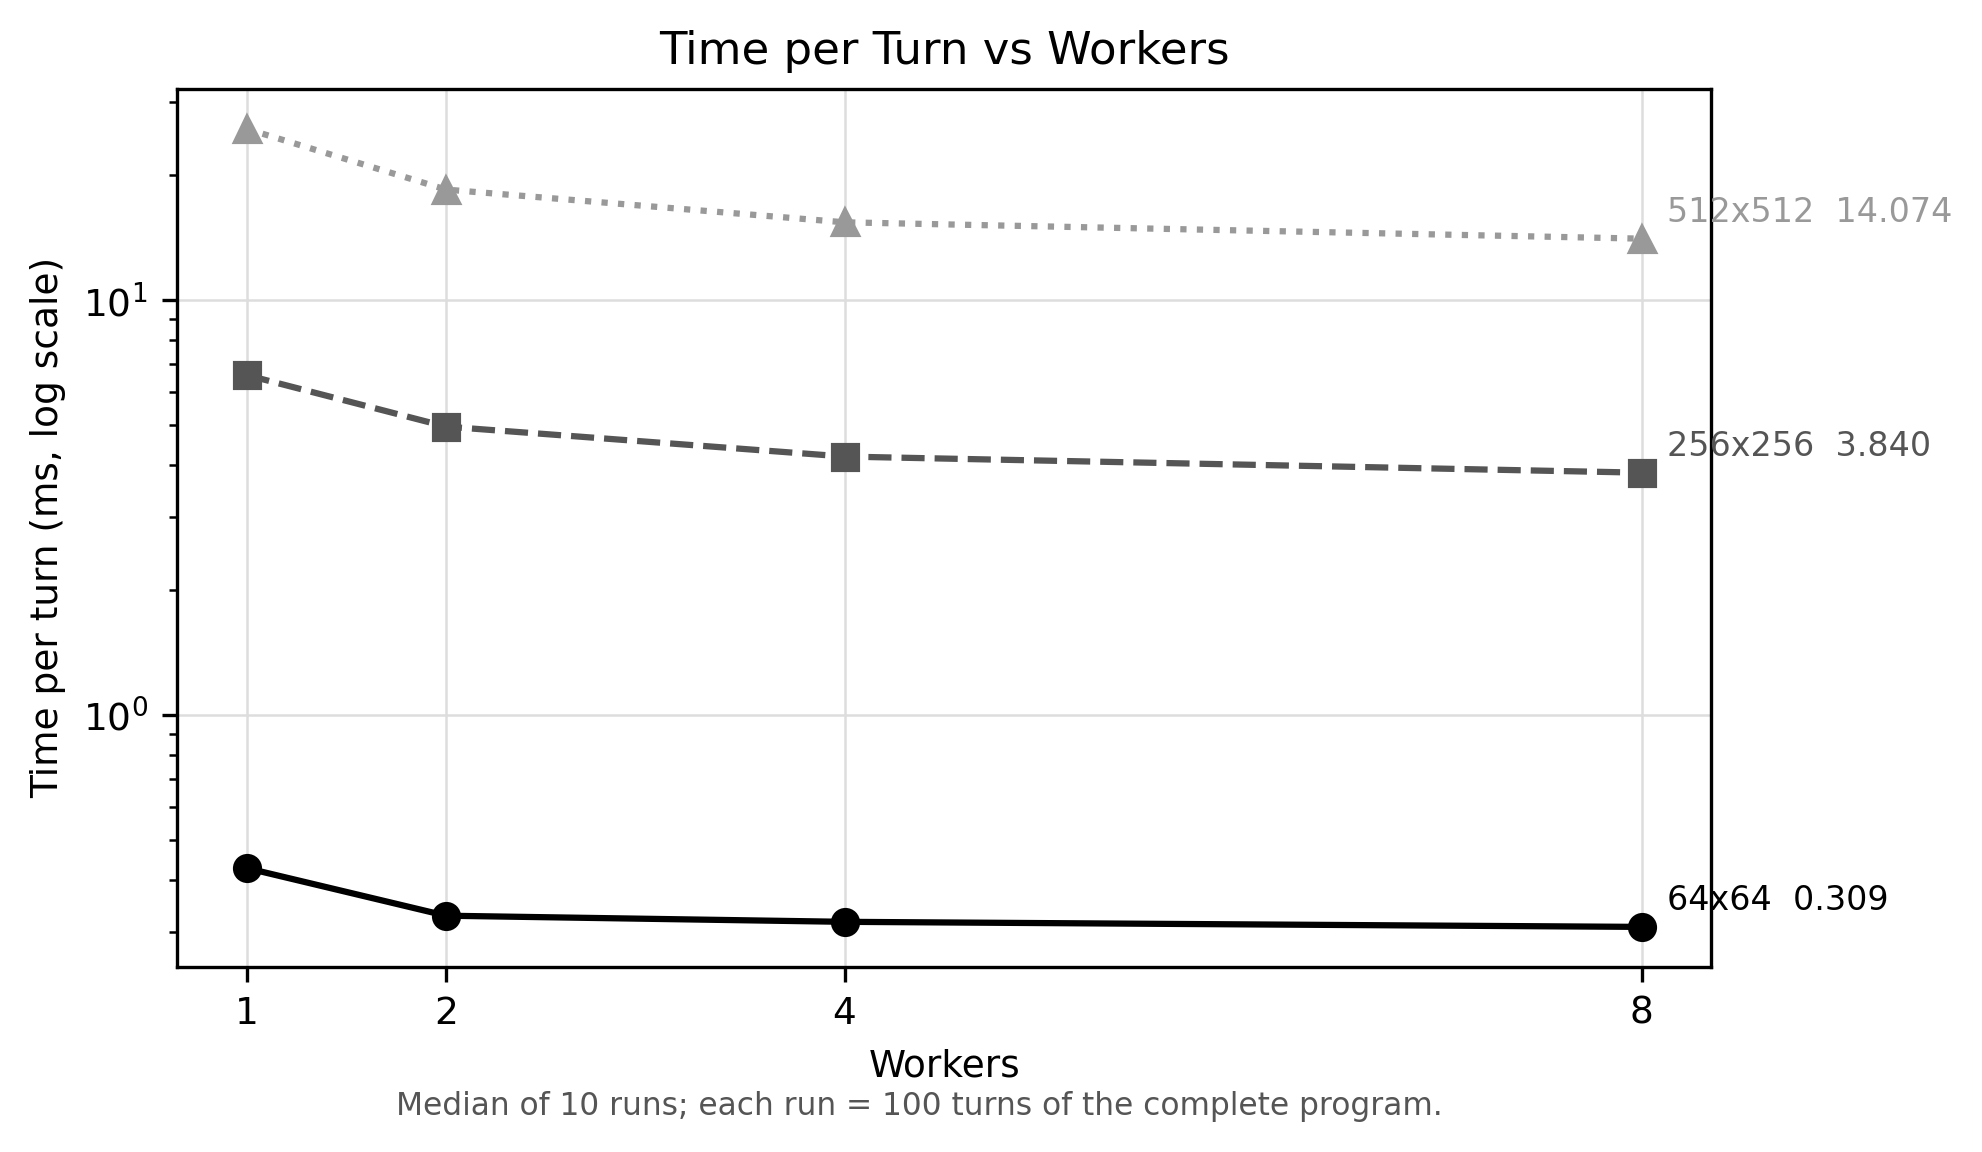 Time per Turn vs Workers
Time per turn (ms, log scale)
10¹
10⁰
512x512 14.074
256x256 3.840
64x64 0.309
1 2 4 8
Workers
Median of 10 runs; each run = 100 turns of the complete program.